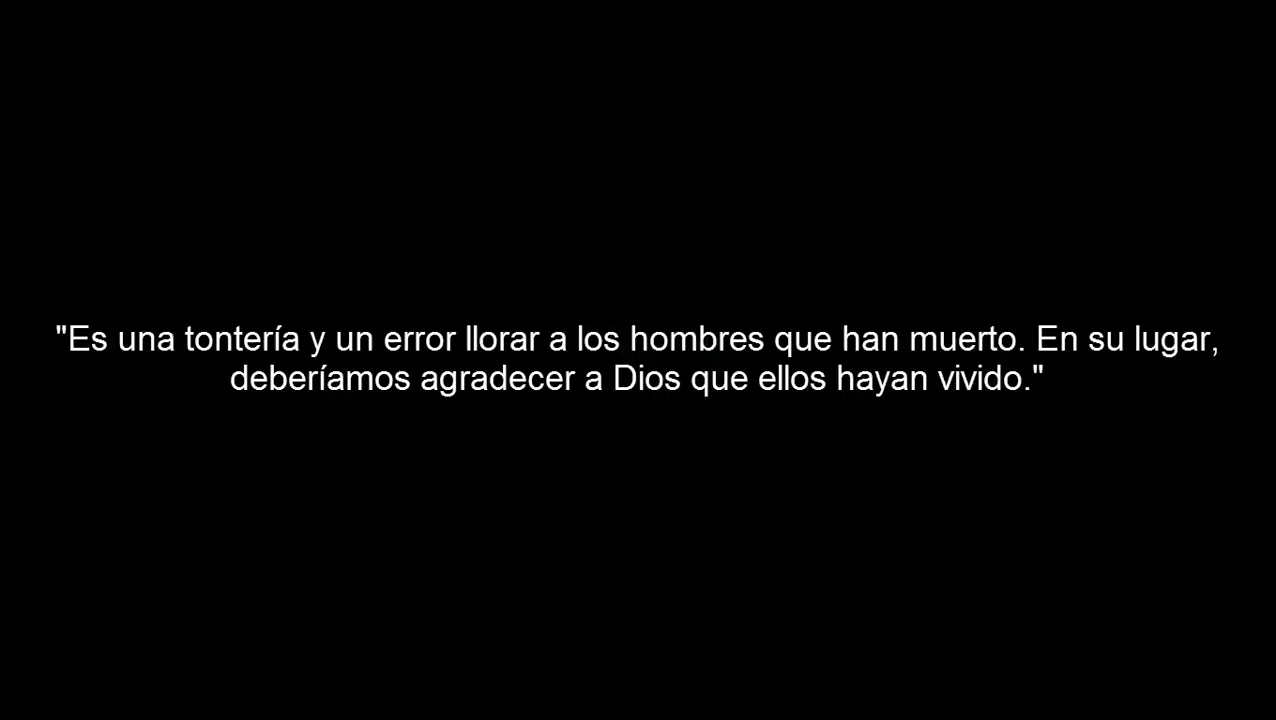 "Es una tontería y un error llorar a los hombres que han muerto. En su lugar,
deberíamos agradecer a Dios que ellos hayan vivido."